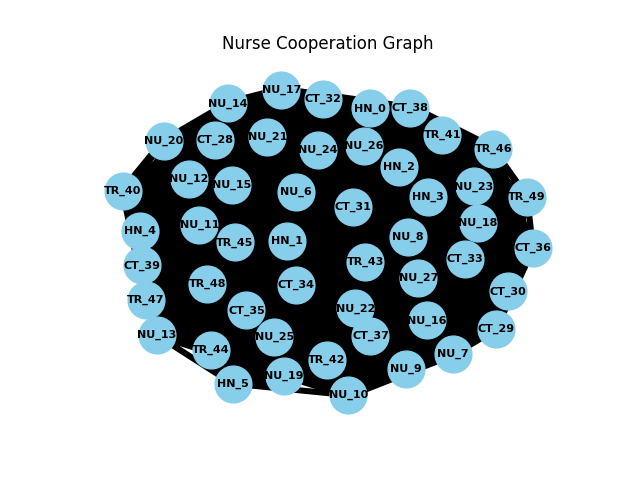 Nurse Cooperation Graph
NU_17
CT_32
NU_14
HN_0
CT_38
TR_41
NU_21
CT_28
NU_20
NU_26
NU_24
TR_46
HN_2
NU_12
NU_15
NU_23
TR_40
NU_6
HN_3
TR_49
CT_31
NU_18
NU_11
HN_4
NU_8
HN_1
TR_45
CT_36
CT_33
TR_43
CT_39
NU_27
TR_48
CT_34
CT_30
TR_47
NU_22
CT_35
NU_16
CT_29
NU_13
CT_37
NU_25
TR_44
NU_7
TR_42
NU_9
NU_19
HN_5
NU_10